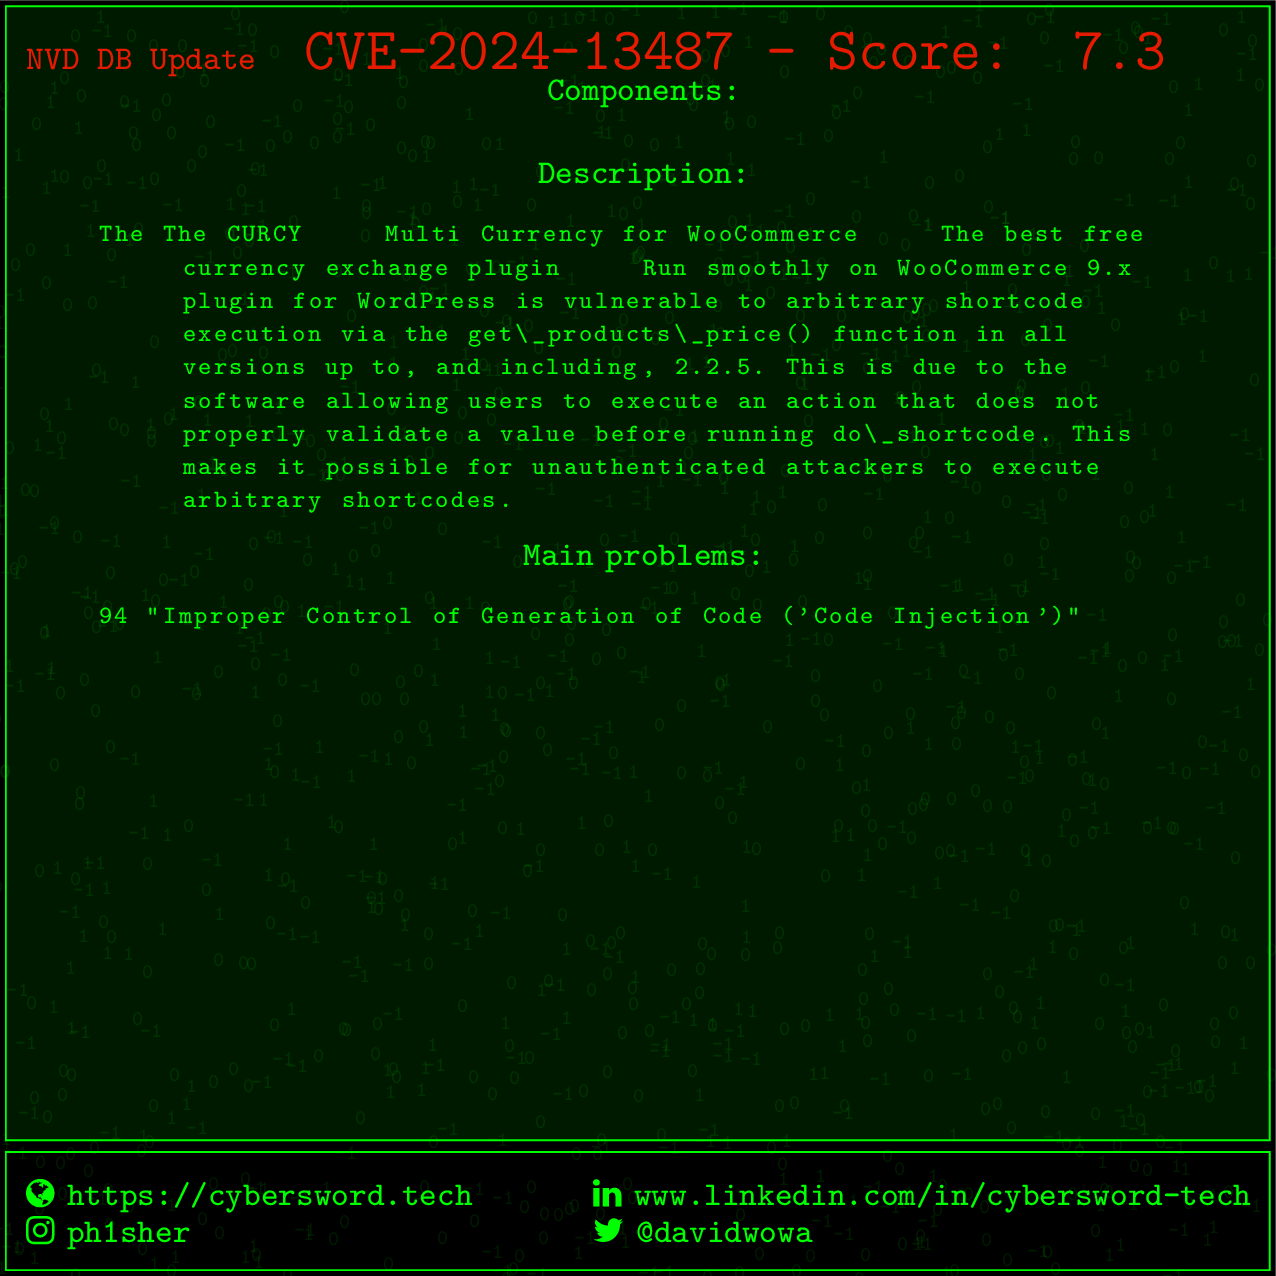 NVD DB Update CVE-2024-13487 - Score: 7.3
Components:
Description:
The The CURCY Multi Currency for WooCommerce The best free
currency exchange plugin Run smoothly on WooCommerce 9.x
plugin for WordPress is vulnerable to arbitrary shortcode
execution via the get\_products\_price() function in all
versions up to, and including, 2.2.5. This is due to the
software allowing users to execute an action that does not
properly validate a value before running do\_shortcode. This
makes it possible for unauthenticated attackers to execute
arbitrary shortcodes.
Main problems:
94 "Improper Control of Generation of Code ('Code Injection')"
https://cybersword.tech
www.linkedin.com/in/cybersword-tech
ph1sher
@davidwowa